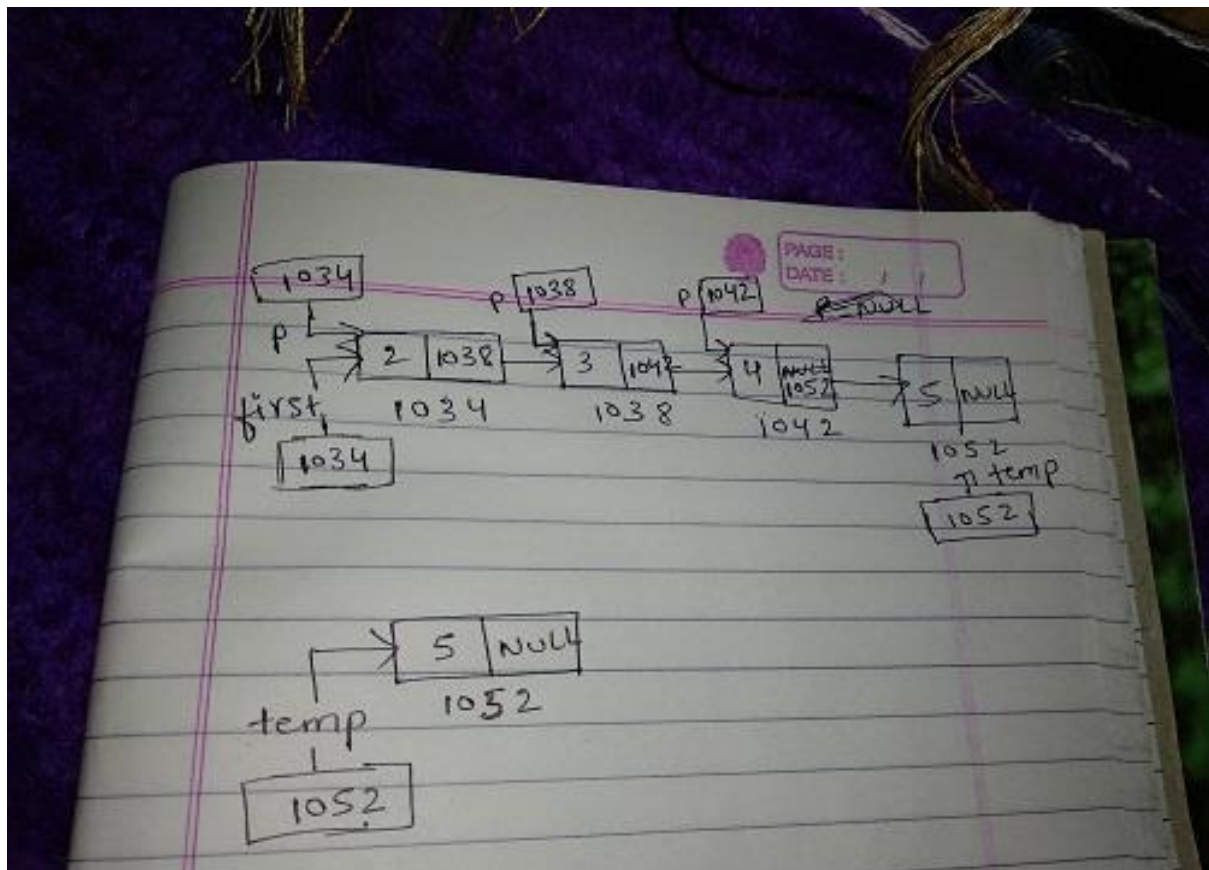 PAGE:
DATE: / /
1034 p 1038 p 1042
p=NULL
p
2 1038 3 1042 4 NULL 1052 5 NULL
first 1034 1038 1042 1052
1034
temp
1052
5 NULL
1052
temp
1052